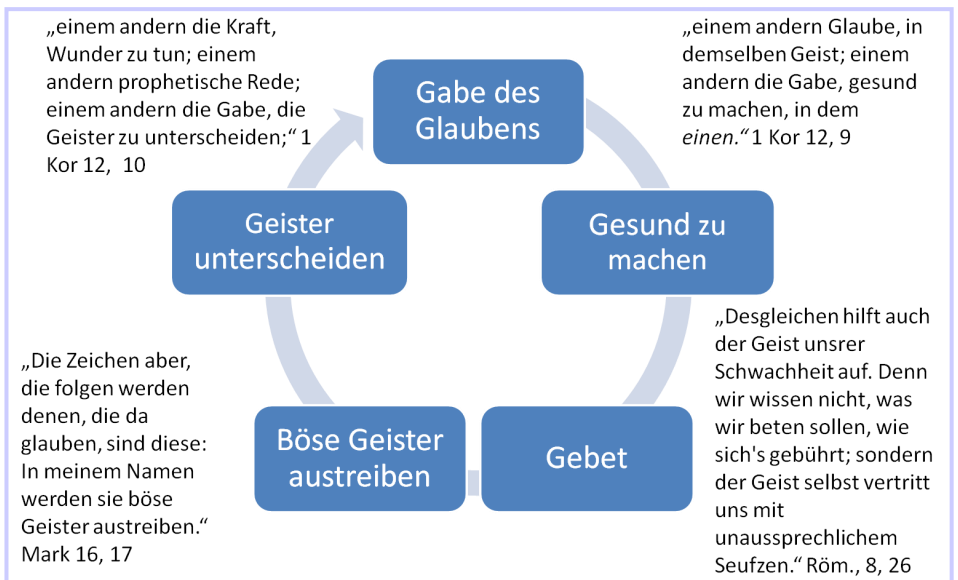 „einem andern die Kraft,
Wunder zu tun; einem
andern prophetische Rede;
einem andern die Gabe, die
Geister zu unterscheiden;“ 1
Kor 12, 10
Gabe des
Glaubens
„einem andern Glaube, in
demselben Geist; einem
andern die Gabe, gesund
zu machen, in dem
einen.“ 1 Kor 12, 9
Geister
unterscheiden
Gesund zu
machen
„Die Zeichen aber,
die folgen werden
denen, die da
glauben, sind diese:
In meinem Namen
werden sie böse
Geister austreiben.“
Mark 16, 17
Böse Geister
austreiben
Gebet
„Desgleichen hilft auch
der Geist unsrer
Schwachheit auf. Denn
wir wissen nicht, was
wir beten sollen, wie
sich's gebührt; sondern
der Geist selbst vertritt
uns mit
unaussprechlichem
Seufzen.“ Röm., 8, 26